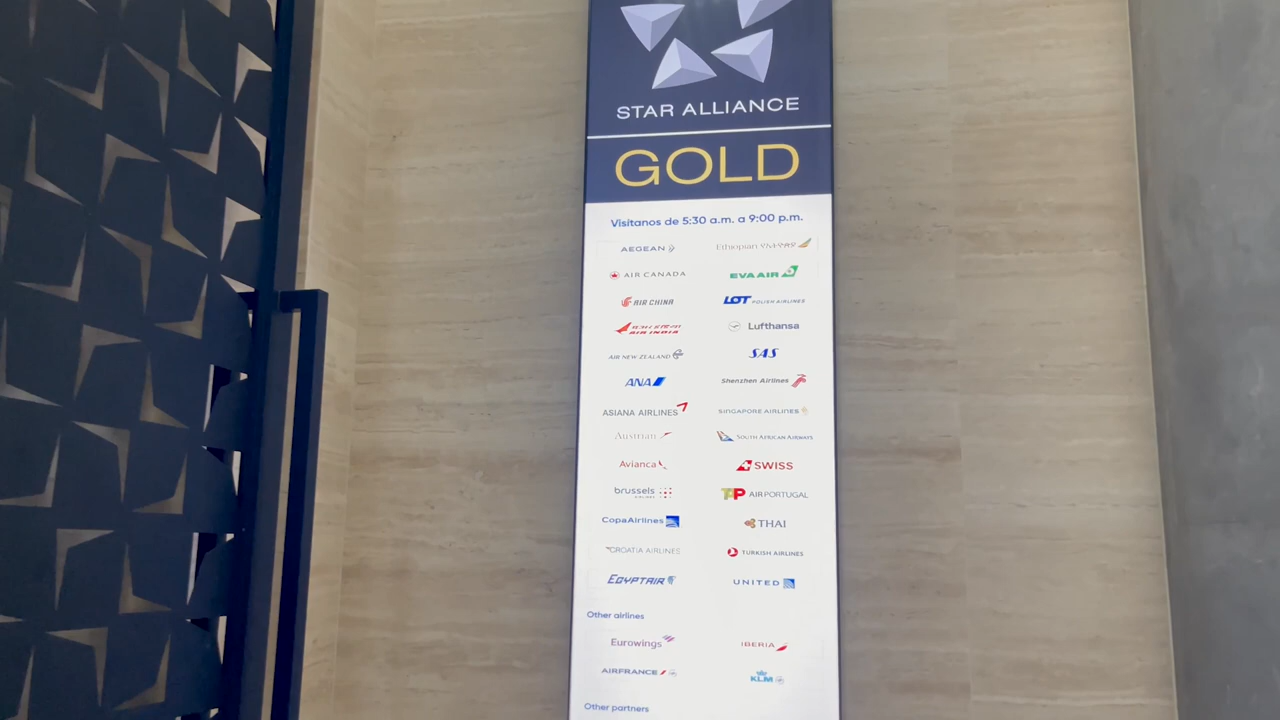 STAR ALLIANCE
GOLD
Visítanos de 5:30 a.m. a 9:00 p.m.
AEGEAN
Ethiopian
AIR CANADA
EVA AIR
AIR CHINA
LOT POLISH AIRLINES
AIR INDIA
Lufthansa
AIR NEW ZEALAND
SAS
ANA
Shenzhen Airlines
ASIANA AIRLINES
SINGAPORE AIRLINES
Austrian
SOUTH AFRICAN AIRWAYS
Avianca
SWISS
brussels
TAP AIR PORTUGAL
CopaAirlines
THAI
CROATIA AIRLINES
TURKISH AIRLINES
EGYPTAIR
UNITED
Other airlines
Eurowings
IBERIA
AIRFRANCE
KLM
Other partners